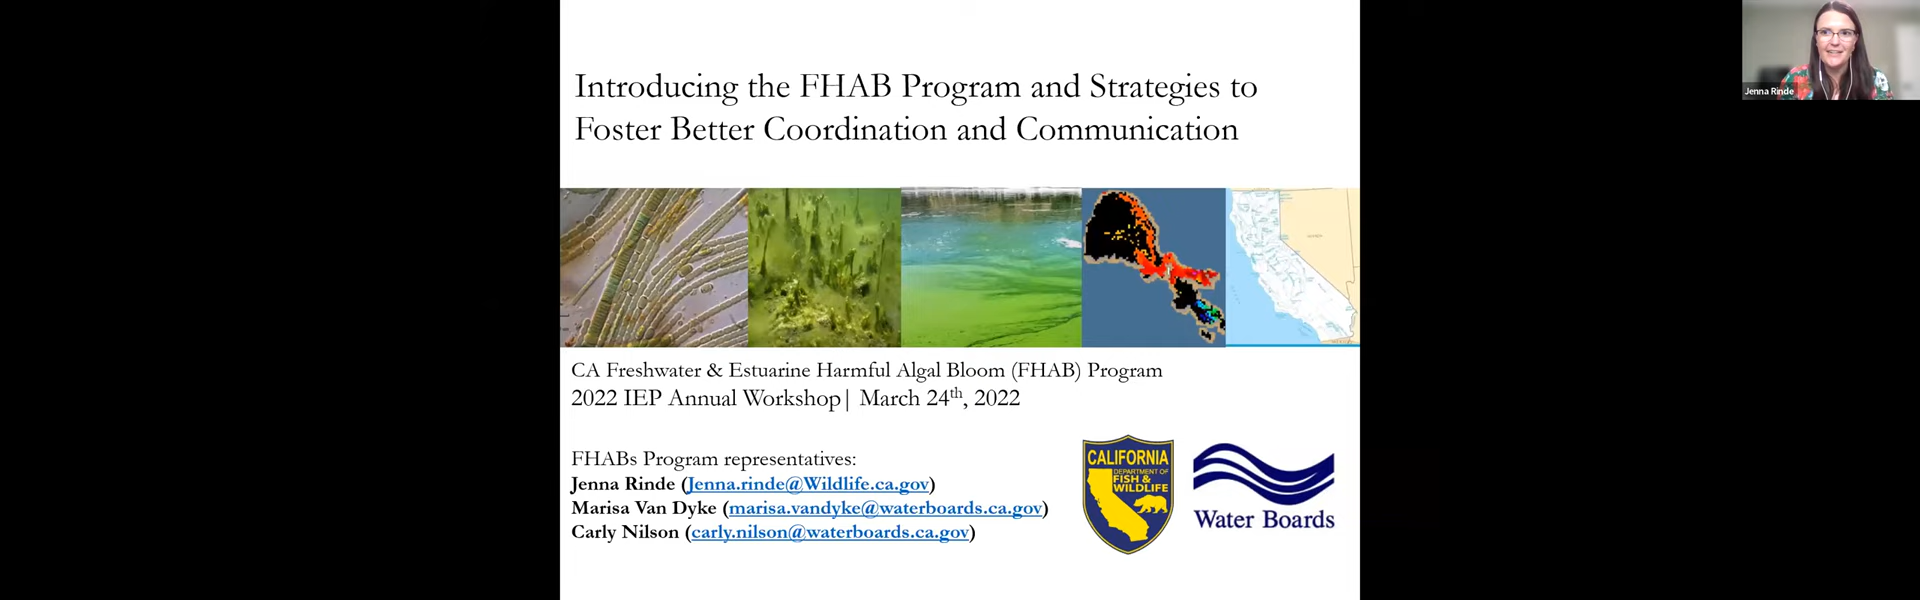 Introducing the FHAB Program and Strategies to
Foster Better Coordination and Communication
Jenna Rinde
CA Freshwater & Estuarine Harmful Algal Bloom (FHAB) Program
2022 IEP Annual Workshop| March 24th, 2022
FHABs Program representatives:
Jenna Rinde (Jenna.rinde@Wildlife.ca.gov)
Marisa Van Dyke (marisa.vandyke@waterboards.ca.gov)
Carly Nilson (carly.nilson@waterboards.ca.gov)
CALIFORNIA
DEPARTMENT OF
FISH &
WILDLIFE
Water Boards